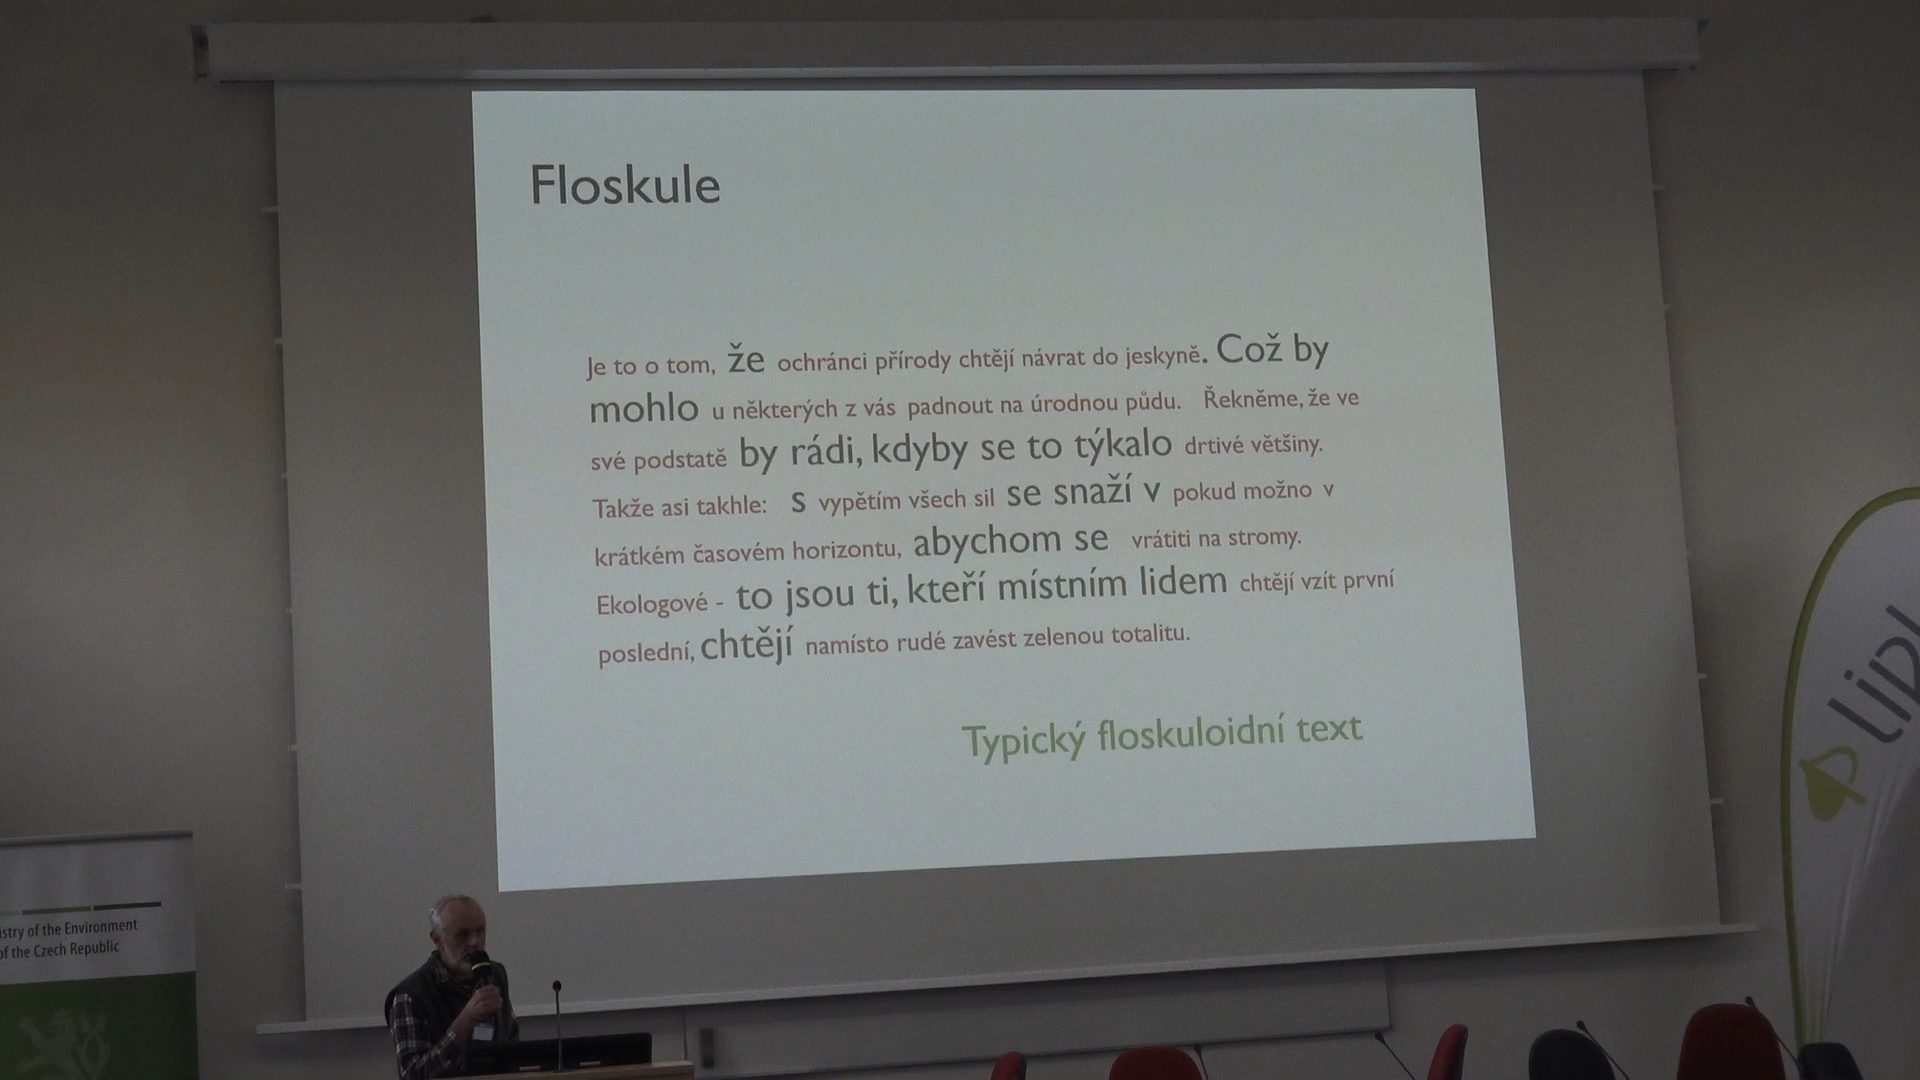 Floskule
Je to o tom, že ochránci přírody chtějí návrat do jeskyně. Což by
mohlo u některých z vás padnout na úrodnou půdu. Řekněme, že ve
své podstatě by rádi, kdyby se to týkalo drtivé většiny.
Takže asi takhle: s vypětím všech sil se snaží v pokud možno v
krátkém časovém horizontu, abychom se vrátiti na stromy.
Ekologové - to jsou ti, kteří místním lidem chtějí vzít první
poslední, chtějí namísto rudé zavést zelenou totalitu.
Typický floskuloidní text
istry of the Environment
of the Czech Republic